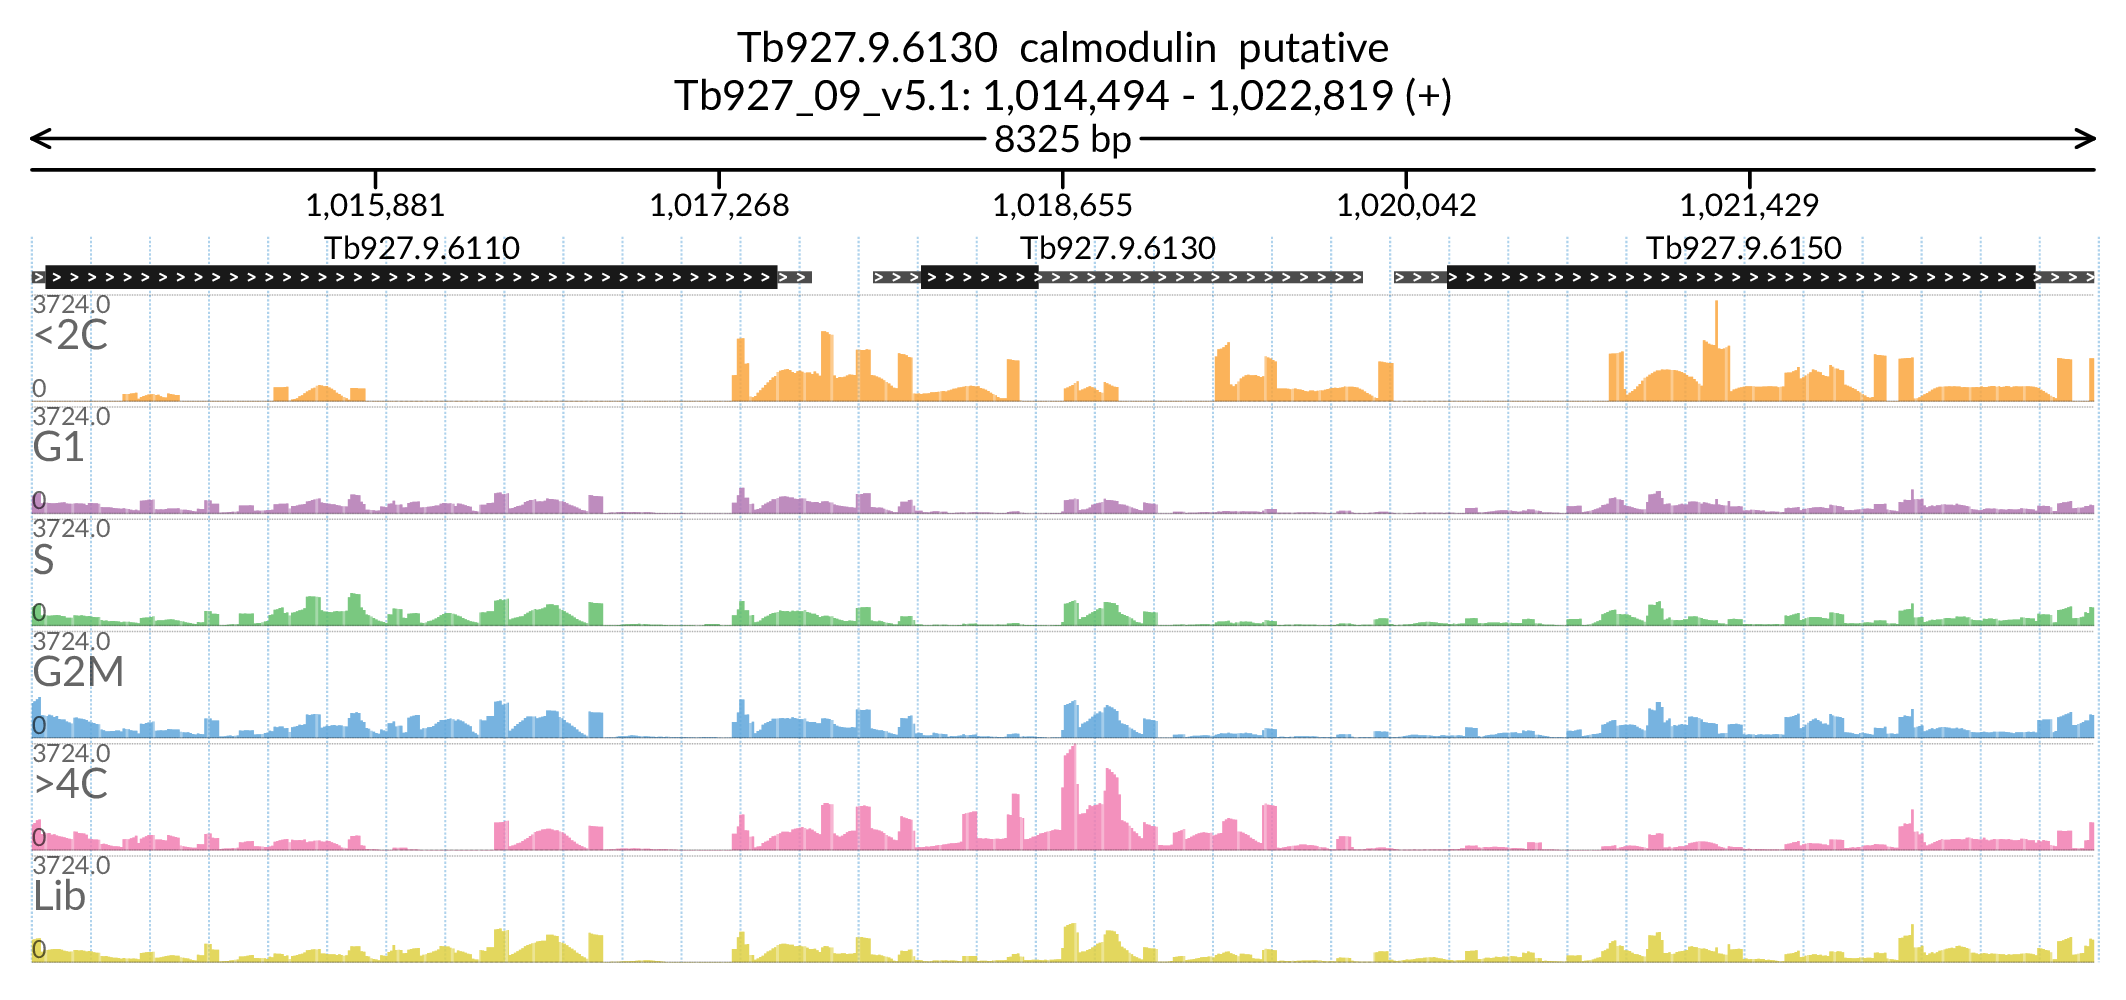 Tb927.9.6130 calmodulin putative
Tb927_09_v5.1: 1,014,494 - 1,022,819 (+)
8325 bp
1,015,881 1,017,268 1,018,655 1,020,042 1,021,429
Tb927.9.6110 Tb927.9.6130 Tb927.9.6150
3724.0
<2C
0
3724.0
G1
0
3724.0
S
0
3724.0
G2M
0
3724.0
>4C
0
3724.0
Lib
0